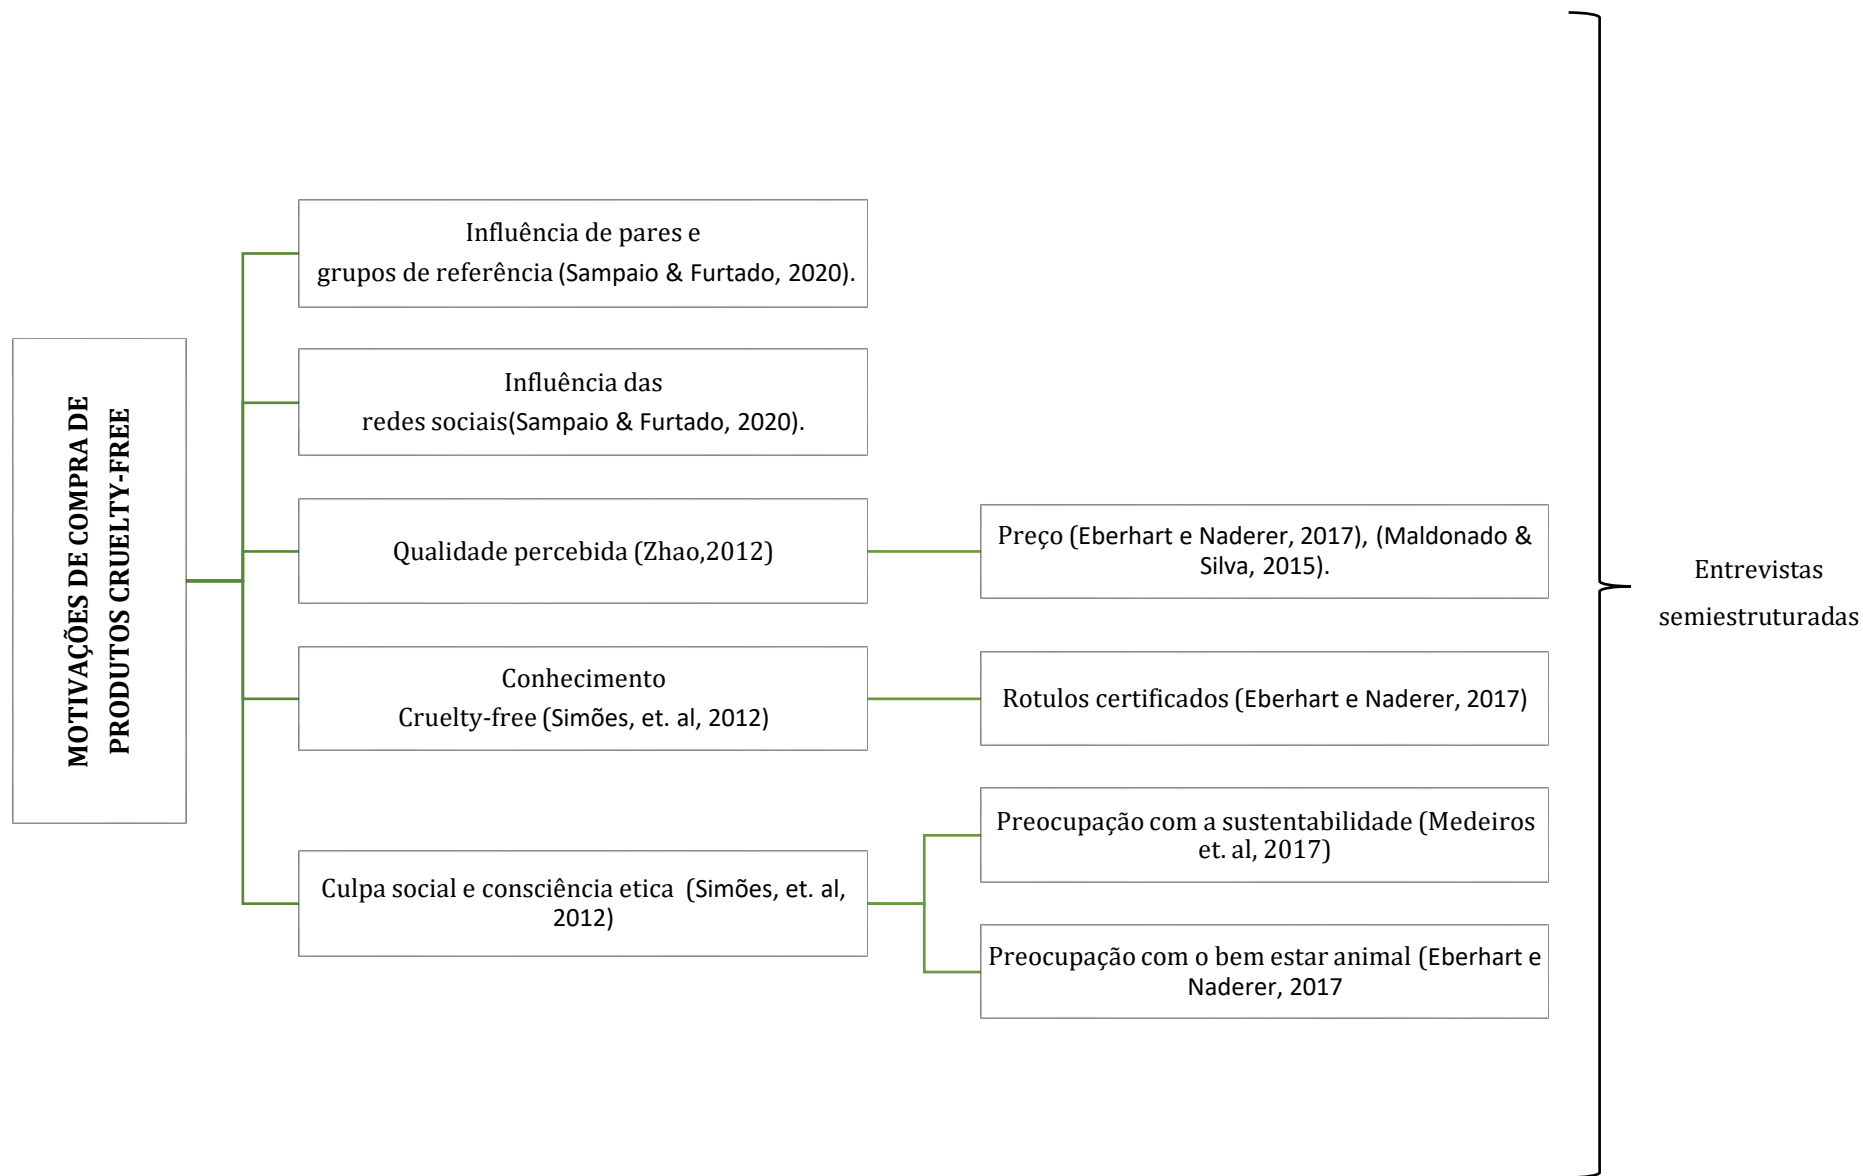 MOTIVAÇÕES DE COMPRA DE
PRODUTOS CRUELTY-FREE
Influência de pares e
grupos de referência (Sampaio & Furtado, 2020).
Influência das
redes sociais(Sampaio & Furtado, 2020).
Qualidade percebida (Zhao,2012)
Preço (Eberhart e Naderer, 2017), (Maldonado &
Silva, 2015).
Conhecimento
Cruelty-free (Simões, et. al, 2012)
Rotulos certificados (Eberhart e Naderer, 2017)
Culpa social e consciência etica  (Simões, et. al,
2012)
Preocupação com a sustentabilidade (Medeiros
et. al, 2017)
Preocupação com o bem estar animal (Eberhart e
Naderer, 2017
Entrevistas
semiestruturadas